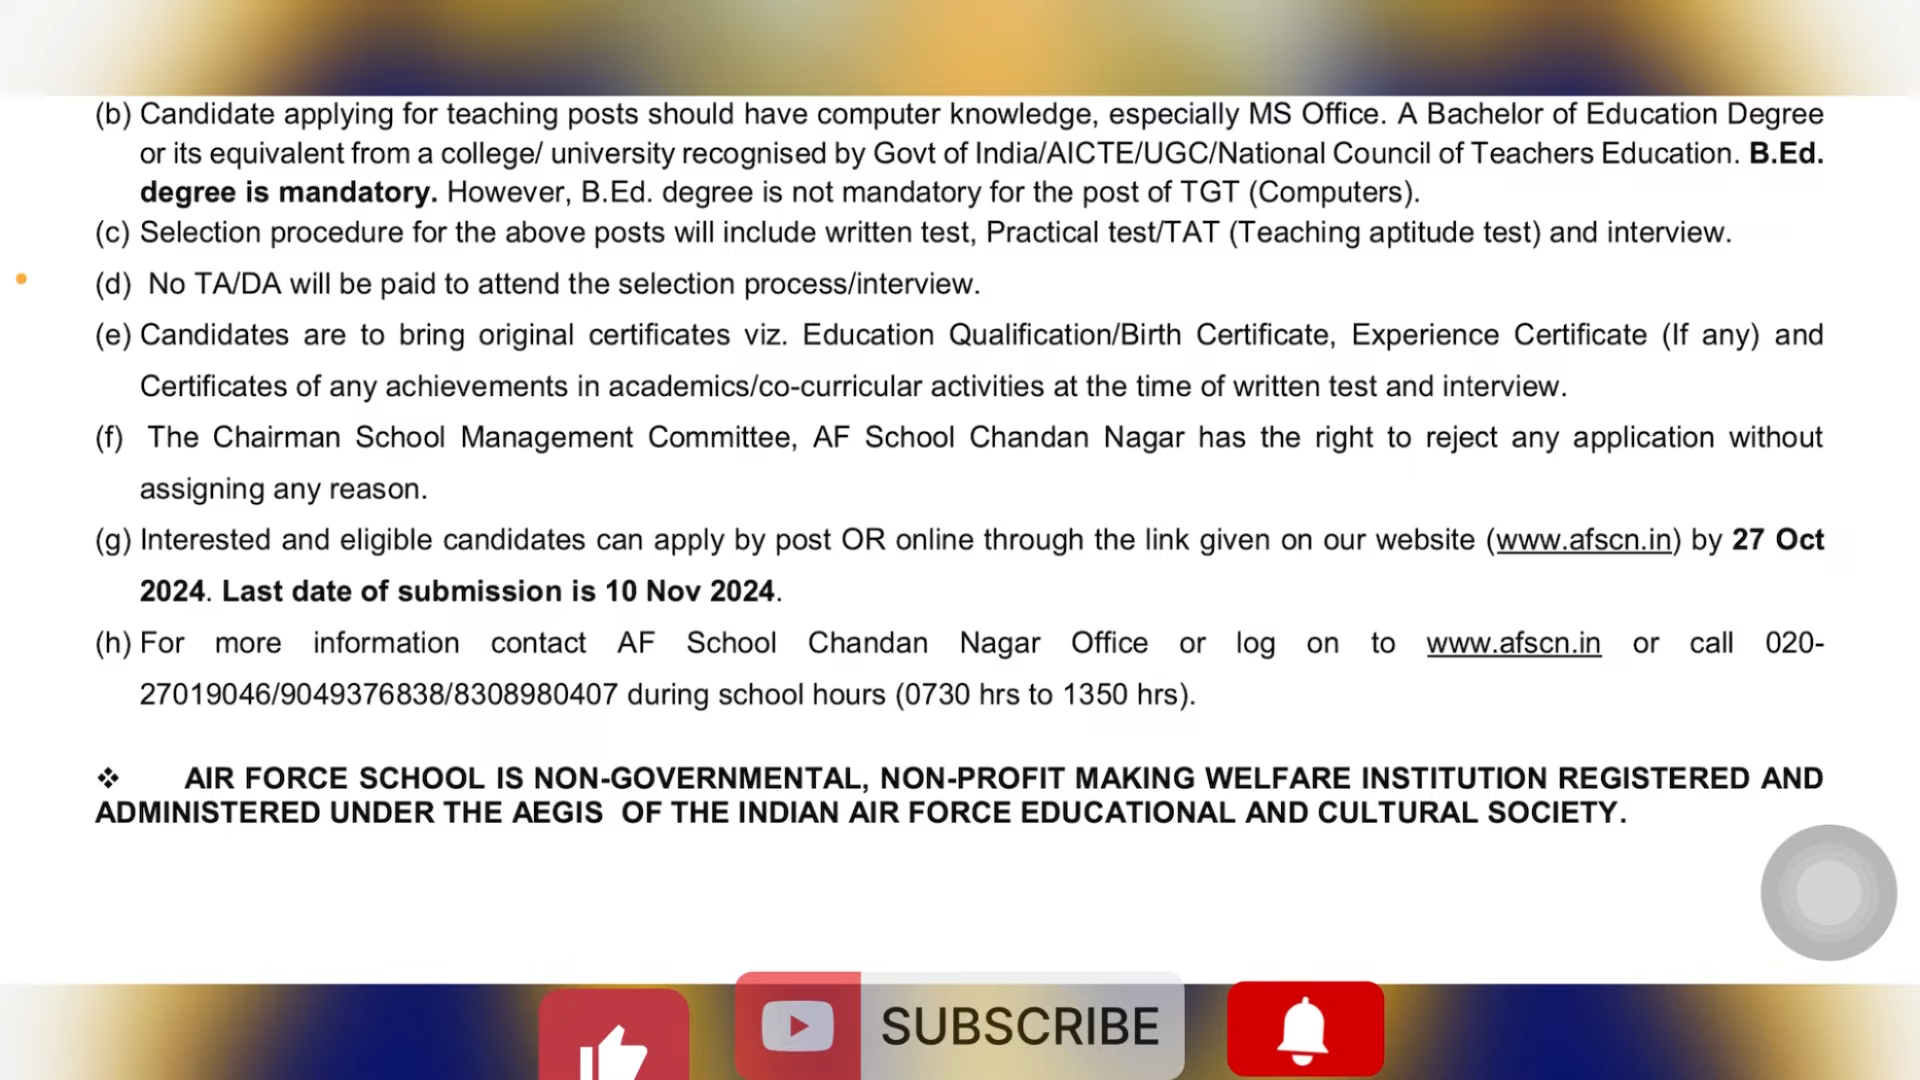 (b) Candidate applying for teaching posts should have computer knowledge, especially MS Office. A Bachelor of Education Degree
or its equivalent from a college/ university recognised by Govt of India/AICTE/UGC/National Council of Teachers Education. B.Ed.
degree is mandatory. However, B.Ed. degree is not mandatory for the post of TGT (Computers).
(c) Selection procedure for the above posts will include written test, Practical test/TAT (Teaching aptitude test) and interview.
(d) No TA/DA will be paid to attend the selection process/interview.
(e) Candidates are to bring original certificates viz. Education Qualification/Birth Certificate, Experience Certificate (If any) and
Certificates of any achievements in academics/co-curricular activities at the time of written test and interview.
(f) The Chairman School Management Committee, AF School Chandan Nagar has the right to reject any application without
assigning any reason.
(g) Interested and eligible candidates can apply by post OR online through the link given on our website (www.afscn.in) by 27 Oct
2024. Last date of submission is 10 Nov 2024.
(h) For more information contact AF School Chandan Nagar Office or log on to www.afscn.in or call 020-
27019046/9049376838/8308980407 during school hours (0730 hrs to 1350 hrs).
❖ AIR FORCE SCHOOL IS NON-GOVERNMENTAL, NON-PROFIT MAKING WELFARE INSTITUTION REGISTERED AND
ADMINISTERED UNDER THE AEGIS OF THE INDIAN AIR FORCE EDUCATIONAL AND CULTURAL SOCIETY.
SUBSCRIBE